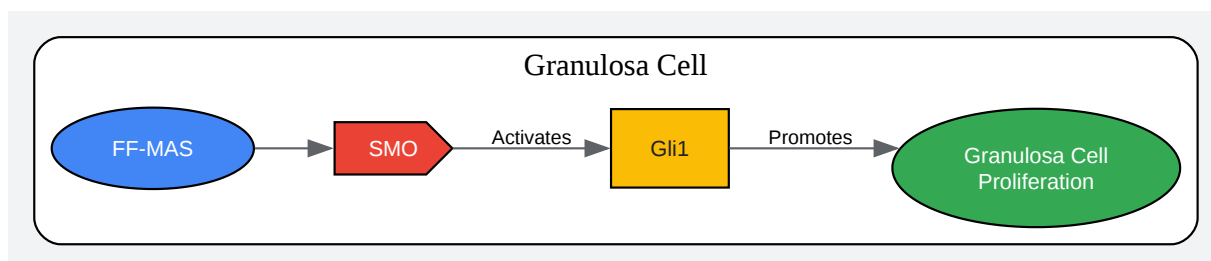 Granulosa Cell
FF-MAS
SMO
Activates
Gli1
Promotes
Granulosa Cell
Proliferation